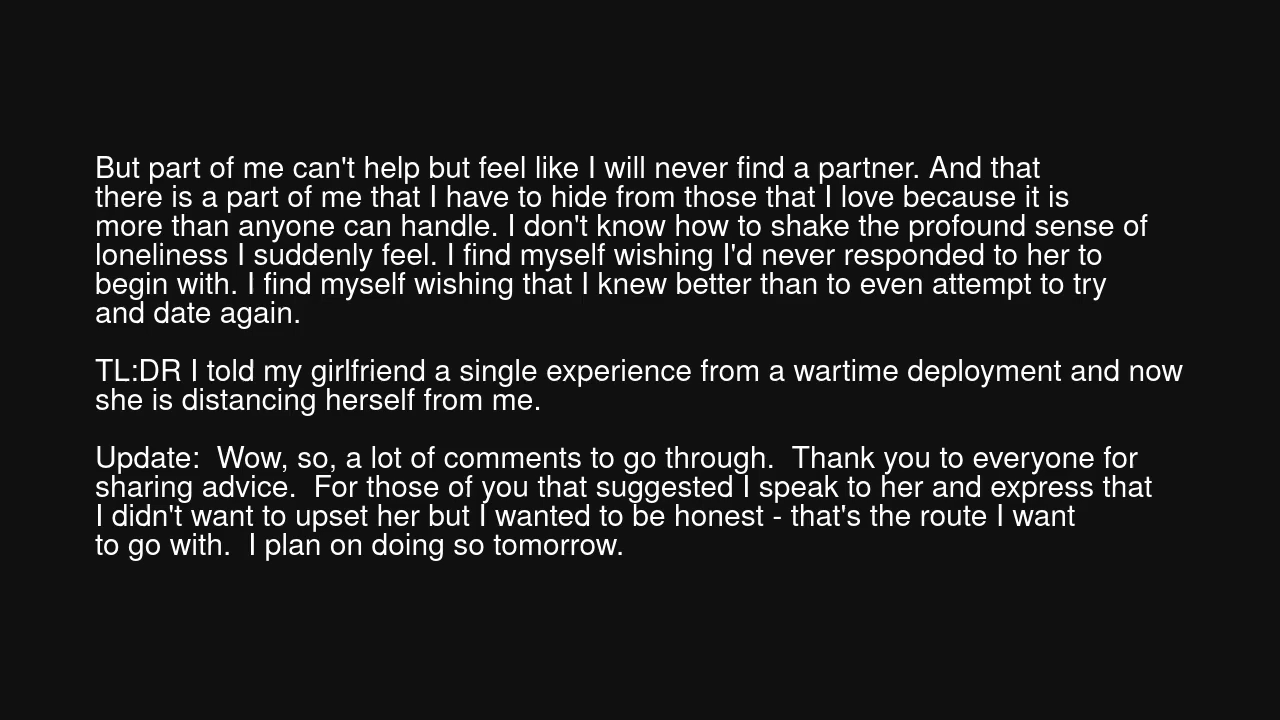 But part of me can't help but feel like I will never find a partner. And that
there is a part of me that I have to hide from those that I love because it is
more than anyone can handle. I don't know how to shake the profound sense of
loneliness I suddenly feel. I find myself wishing I'd never responded to her to
begin with. I find myself wishing that I knew better than to even attempt to try
and date again.

TL:DR I told my girlfriend a single experience from a wartime deployment and now
she is distancing herself from me.

Update:  Wow, so, a lot of comments to go through.  Thank you to everyone for
sharing advice.  For those of you that suggested I speak to her and express that
I didn't want to upset her but I wanted to be honest - that's the route I want
to go with.  I plan on doing so tomorrow.